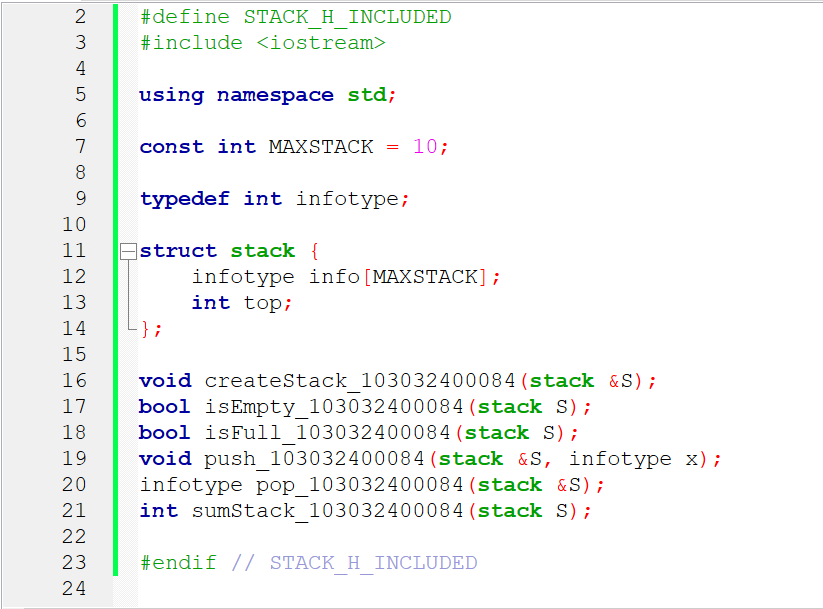 2 #define STACK_H_INCLUDED
3 #include <iostream>
4
5 using namespace std;
6
7 const int MAXSTACK = 10;
8
9 typedef int infotype;
10
11 struct stack {
12     infotype info[MAXSTACK];
13     int top;
14 };
15
16 void createStack_103032400084(stack &S);
17 bool isEmpty_103032400084(stack S);
18 bool isFull_103032400084(stack S);
19 void push_103032400084(stack &S, infotype x);
20 infotype pop_103032400084(stack &S);
21 int sumStack_103032400084(stack S);
22
23 #endif // STACK_H_INCLUDED
24